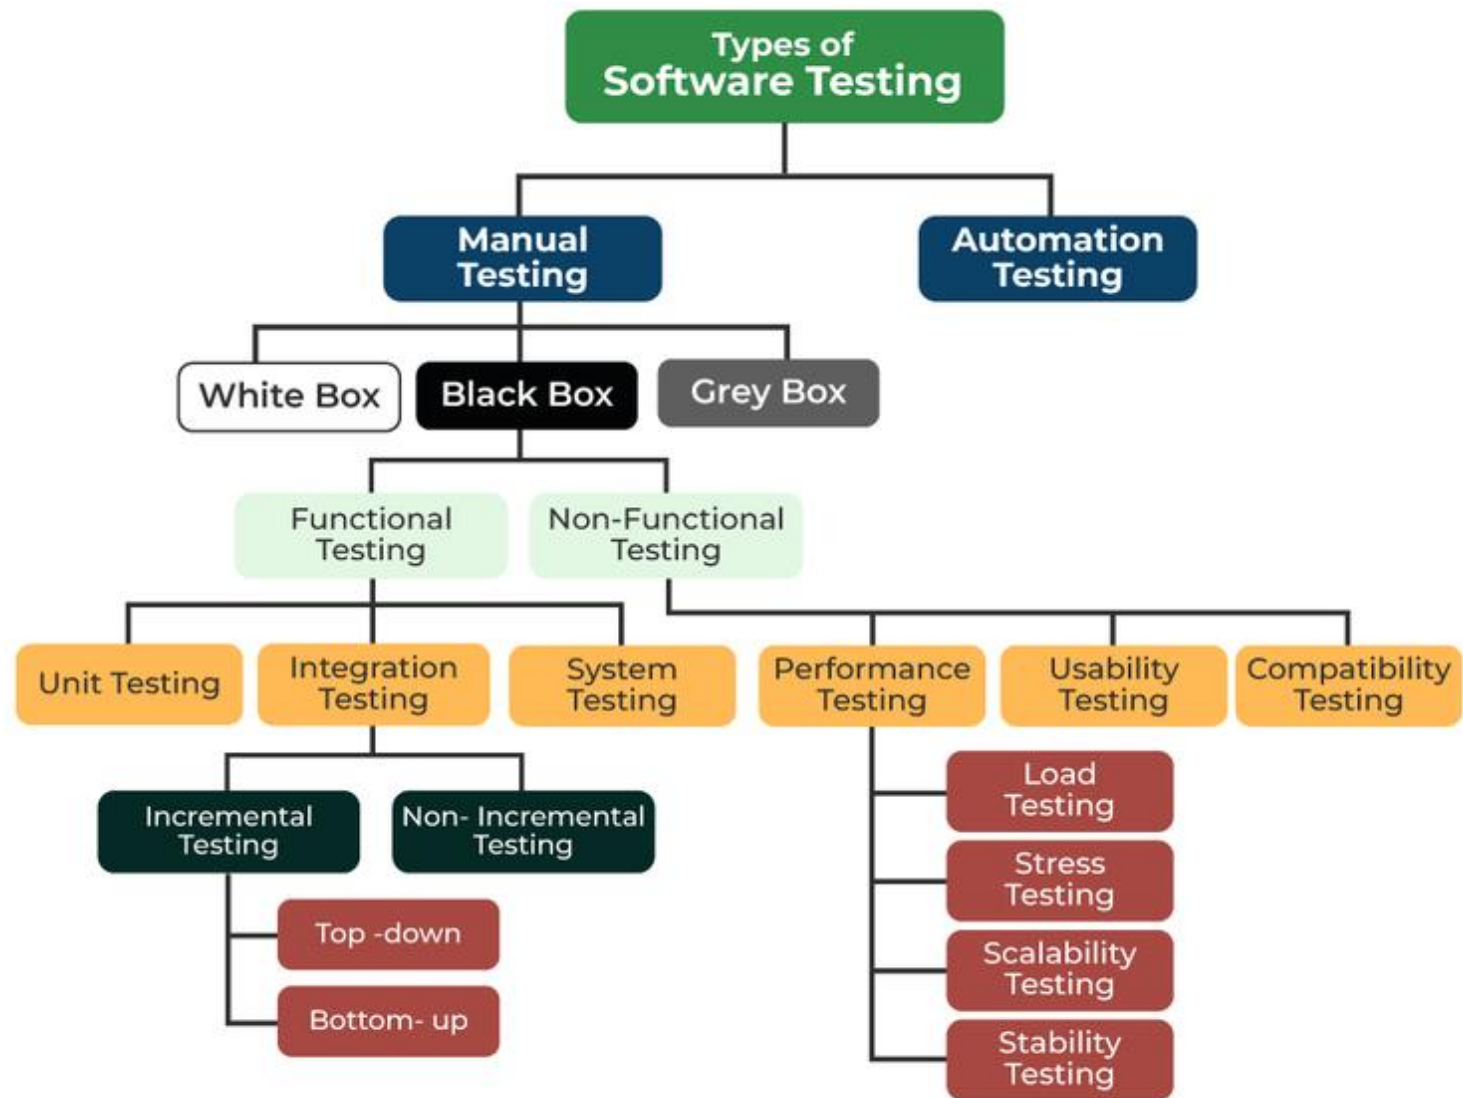 Types of
Software Testing
Manual
Testing
Automation
Testing
White Box
Black Box
Grey Box
Functional
Testing
Non-Functional
Testing
Unit Testing
Integration
Testing
System
Testing
Performance
Testing
Usability
Testing
Compatibility
Testing
Incremental
Testing
Non- Incremental
Testing
Top -down
Bottom- up
Load
Testing
Stress
Testing
Scalability
Testing
Stability
Testing